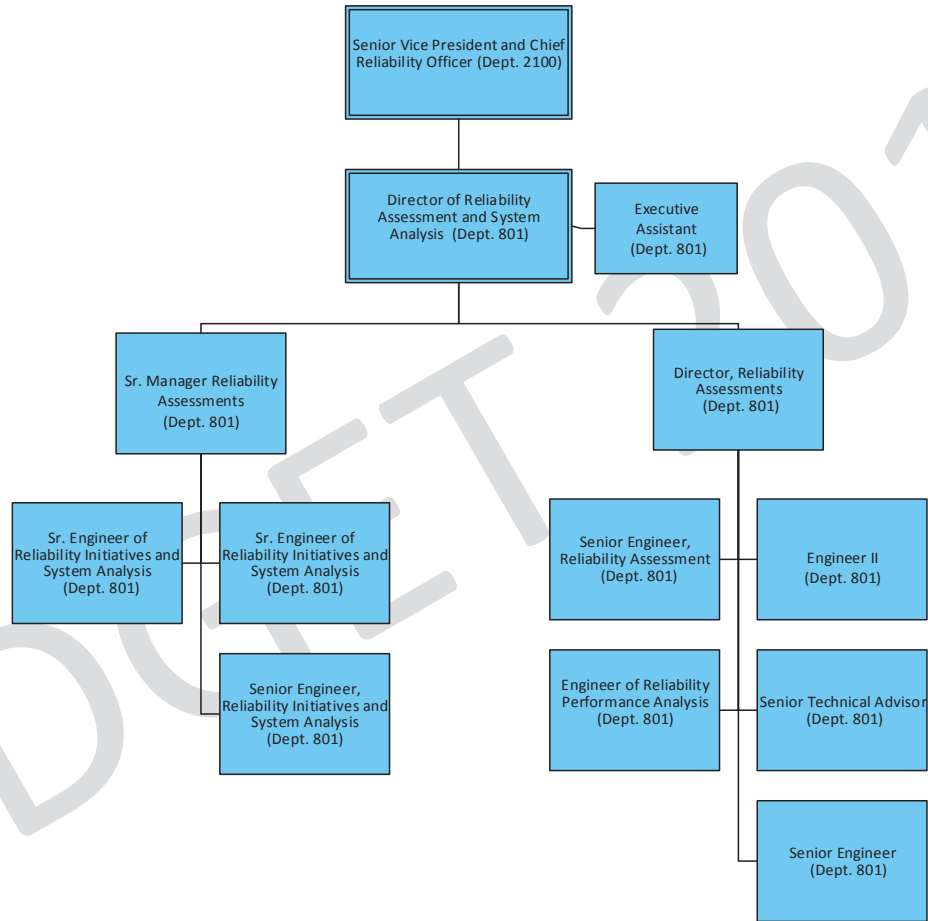 Senior Vice President and Chief
Reliability Officer (Dept. 2100)
Director of Reliability
Assessment and System
Analysis  (Dept. 801)
Executive
Assistant
(Dept. 801)
Sr. Manager Reliability
Assessments
(Dept. 801)
Director, Reliability
Assessments
(Dept. 801)
Sr. Engineer of
Reliability Initiatives and
System Analysis
(Dept. 801)
Sr. Engineer of
Reliability Initiatives and
System Analysis
(Dept. 801)
Senior Engineer,
Reliability Assessment
(Dept. 801)
Engineer II
(Dept. 801)
Senior Engineer,
Reliability Initiatives and
System Analysis
(Dept. 801)
Engineer of Reliability
Performance Analysis
(Dept. 801)
Senior Technical Advisor
(Dept. 801)
Senior Engineer
(Dept. 801)
DGET 201